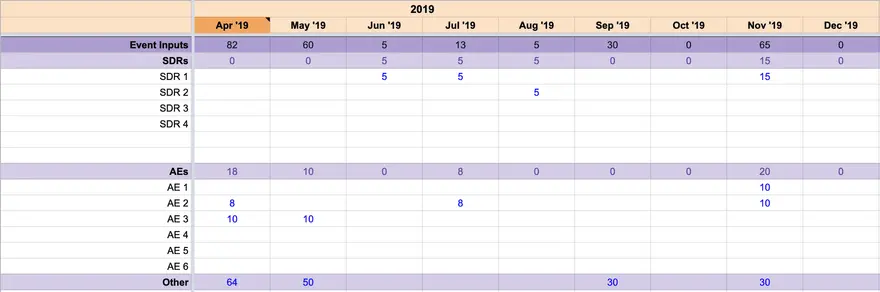 2019
Apr '19 May '19 Jun '19 Jul '19 Aug '19 Sep '19 Oct '19 Nov '19 Dec '19
Event Inputs 82 60 5 13 5 30 0 65 0
SDRs 0 0 5 5 5 0 0 15 0
SDR 1 5 5 15
SDR 2 5
SDR 3
SDR 4
AEs 18 10 0 8 0 0 0 20 0
AE 1 10
AE 2 8 8 10
AE 3 10 10
AE 4
AE 5
AE 6
Other 64 50 30 30